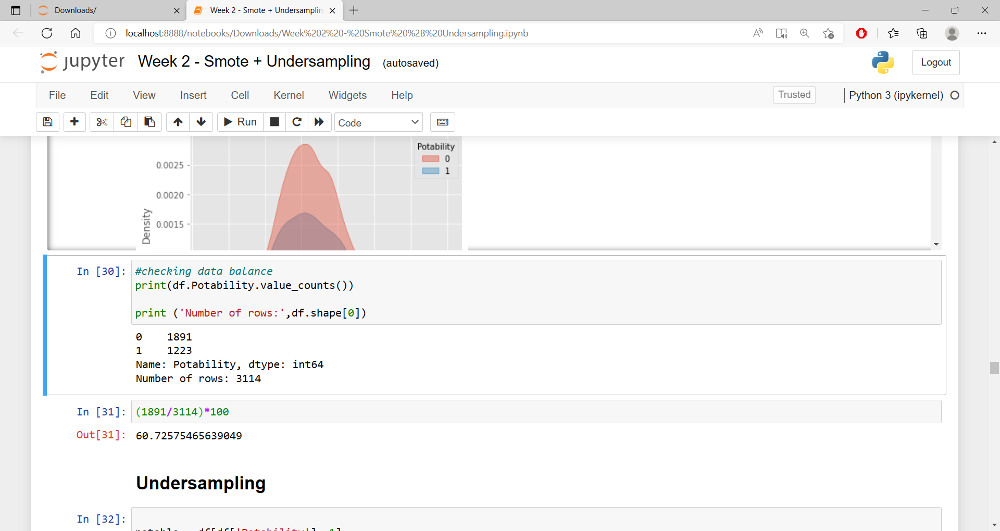 Downloads/
Week 2 - Smote + Undersamplin
localhost:8888/notebooks/Downloads/Week%202%20-%20Smote%20%2B%20Undersampling.ipynb
jupyter Week 2 - Smote + Undersampling (autosaved)
Logout
File Edit View Insert Cell Kernel Widgets Help
Trusted
Python 3 (ipykernel)
Run
Code
Potability
0
1
0.0025
0.0020
0.0015
Density
In [30]: #checking data balance
print(df.Potability.value_counts())
print ('Number of rows:',df.shape[0])
0    1891
1    1223
Name: Potability, dtype: int64
Number of rows: 3114
In [31]: (1891/3114)*100
Out[31]: 60.72575465639049
Undersampling
In [32]: